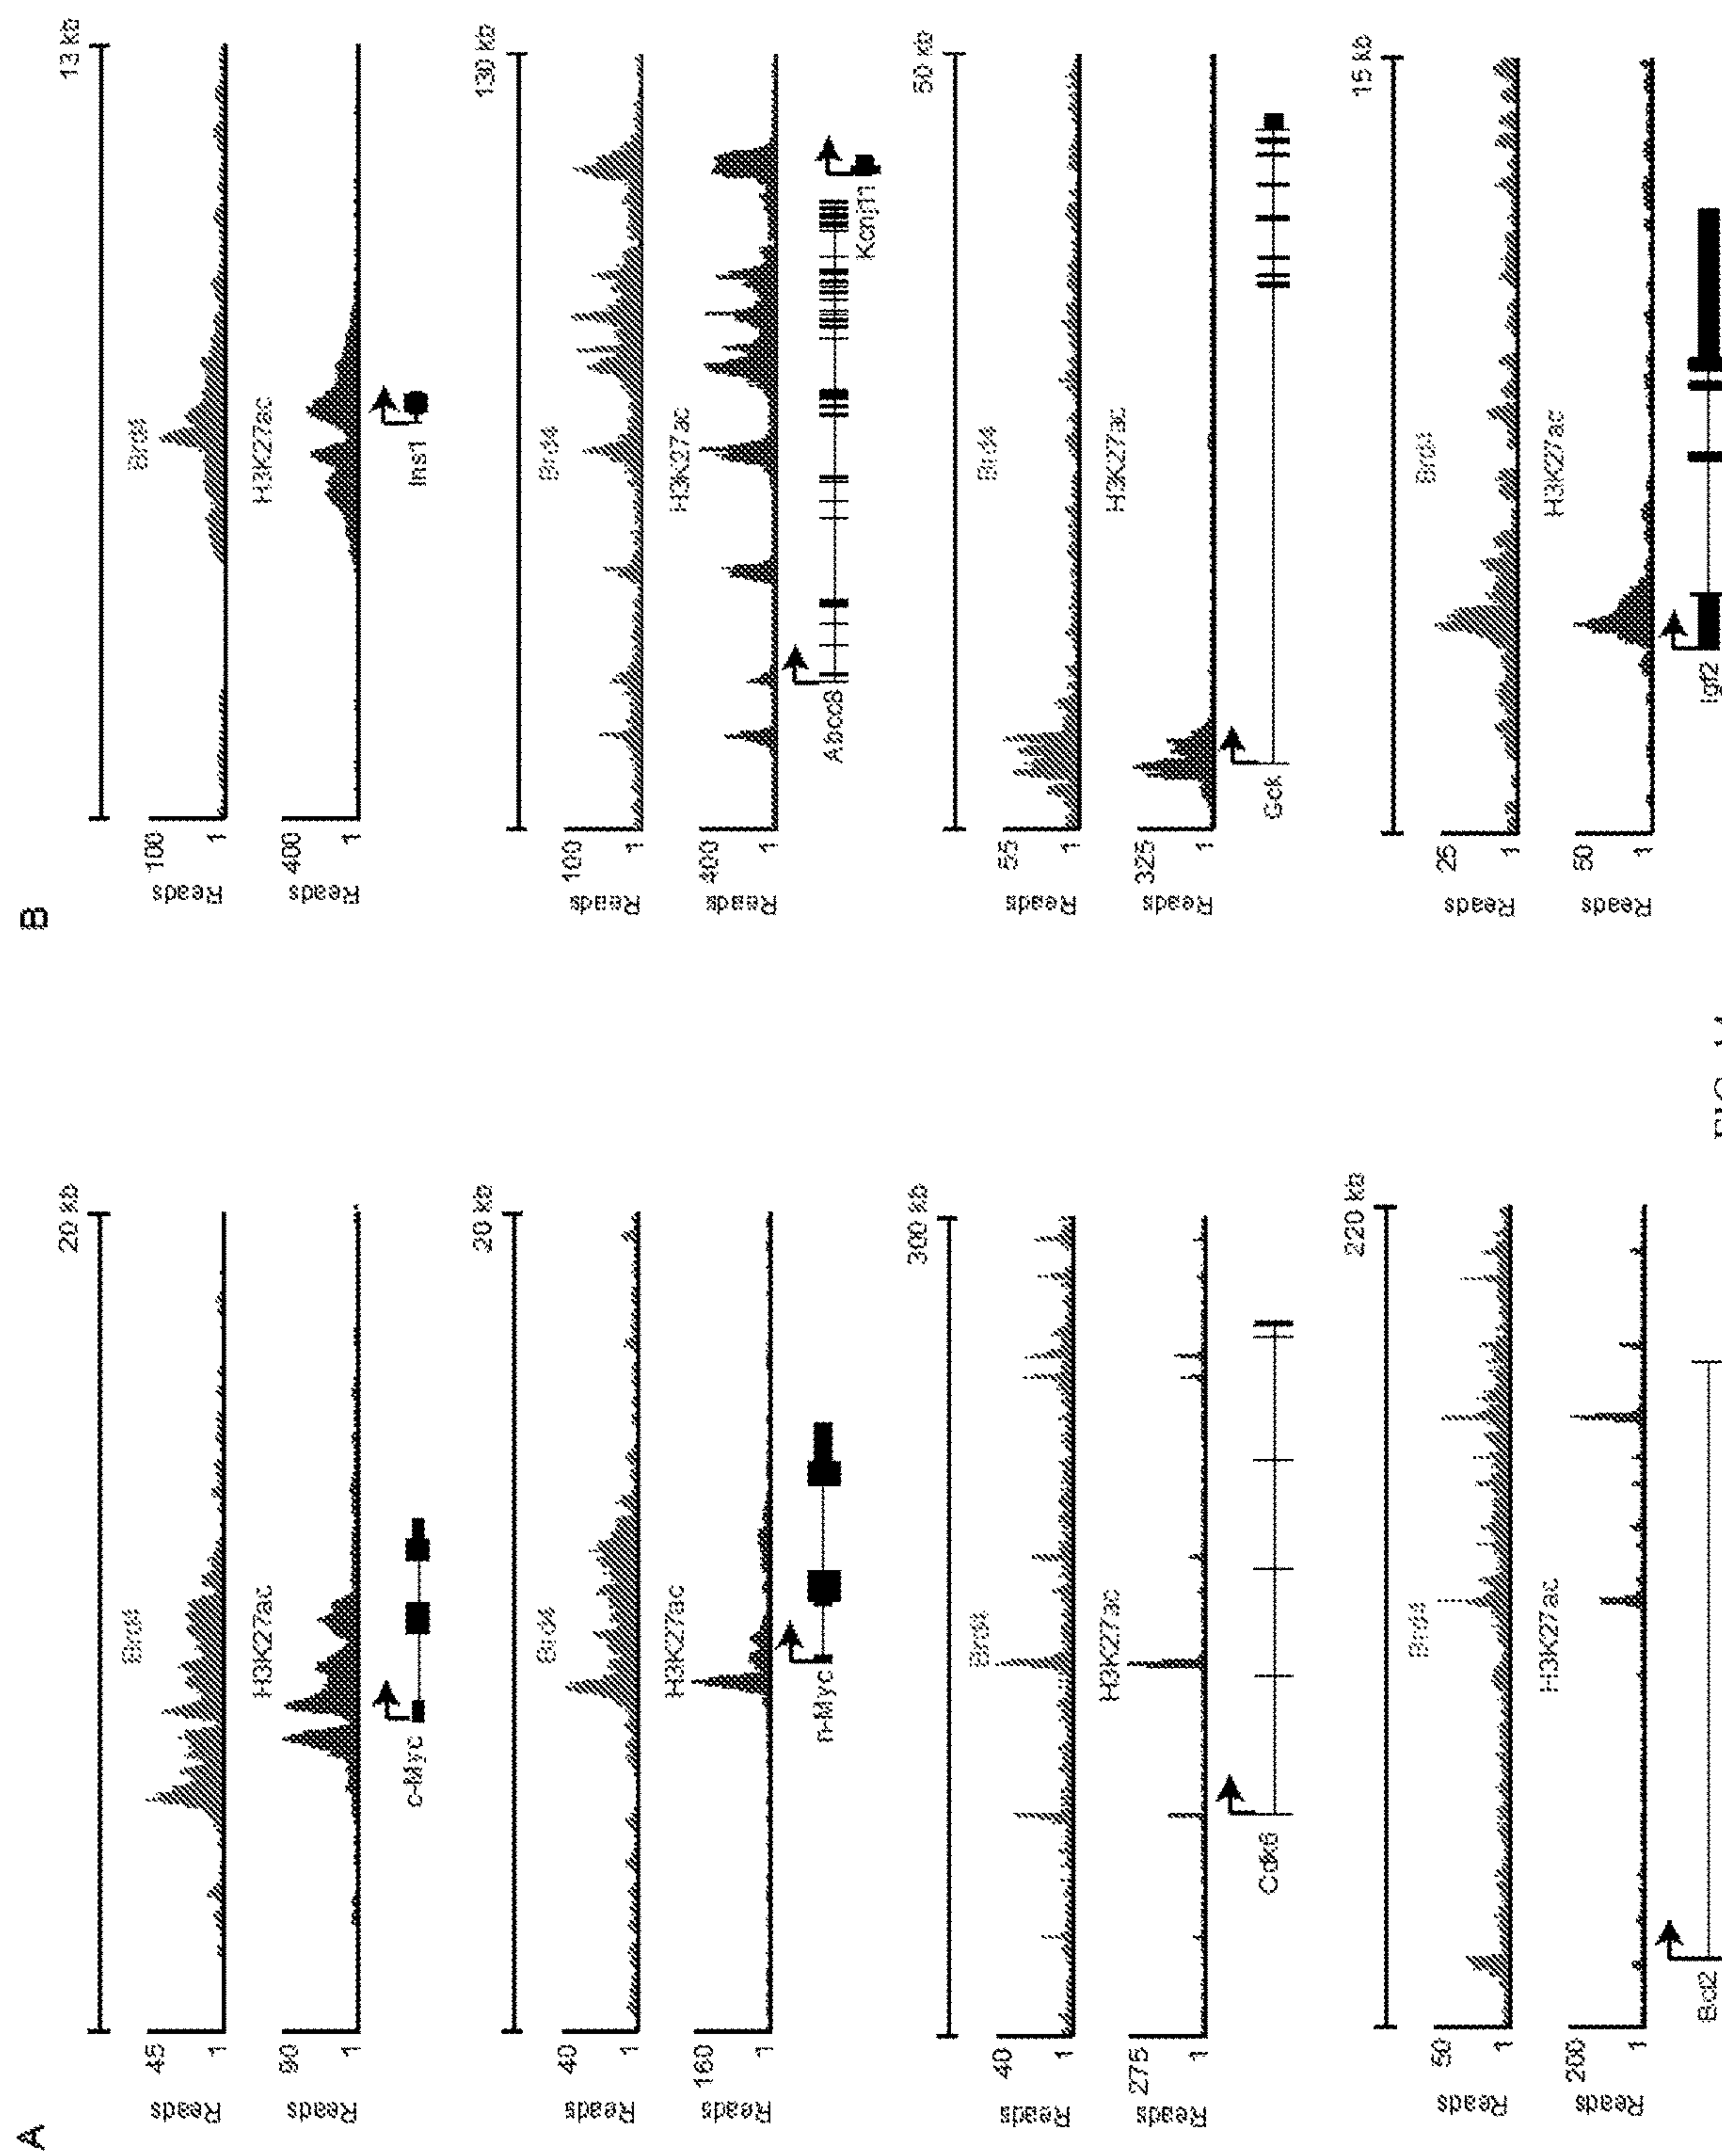 A
20 kb
45
Reads
1
Brd4
90
Reads
1
H3K27ac
c-Myc
20 kb
40
Reads
1
Brd4
160
Reads
1
H3K27ac
n-Myc
300 kb
40
Reads
1
Brd4
275
Reads
1
H3K27ac
Cdk6
220 kb
50
Reads
1
Brd4
200
Reads
1
H3K27ac
Bcl2
B
13 kb
100
Reads
1
Brd4
400
Reads
1
H3K27ac
Ins1
130 kb
100
Reads
1
Brd4
400
Reads
1
H3K27ac
Abcc8
Kcnj11
50 kb
55
Reads
1
Brd4
325
Reads
1
H3K27ac
Gck
15 kb
25
Reads
1
Brd4
50
Reads
1
H3K27ac
Igf2